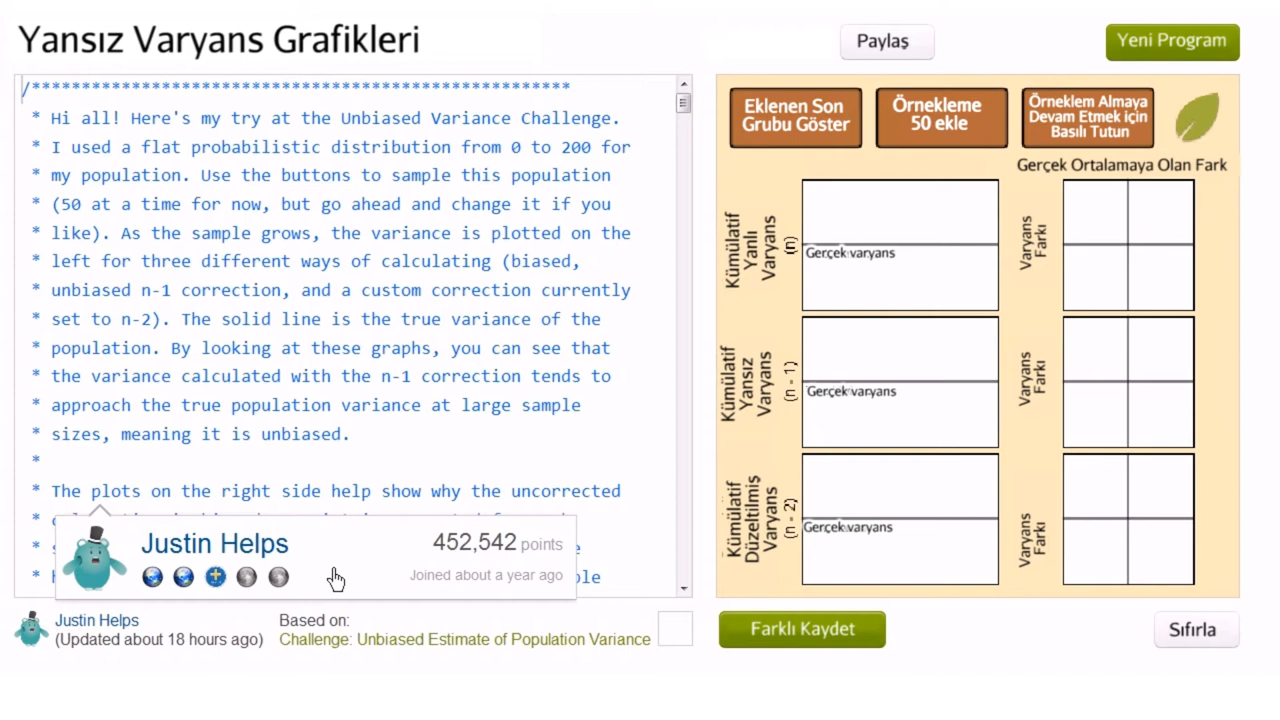 Yansız Varyans Grafikleri
Paylaş
Yeni Program
/******************************************************
* Hi all! Here's my try at the Unbiased Variance Challenge.
* I used a flat probabilistic distribution from 0 to 200 for
* my population. Use the buttons to sample this population
* (50 at a time for now, but go ahead and change it if you
* like). As the sample grows, the variance is plotted on the
* left for three different ways of calculating (biased,
* unbiased n-1 correction, and a custom correction currently
* set to n-2). The solid line is the true variance of the
* population. By looking at these graphs, you can see that
* the variance calculated with the n-1 correction tends to
* approach the true population variance at large sample
* sizes, meaning it is unbiased.
*
* The plots on the right side help show why the uncorrected
Justin Helps
452,542 points
Joined about a year ago
Justin Helps
(Updated about 18 hours ago)
Based on:
Challenge: Unbiased Estimate of Population Variance
Eklenen Son
Grubu Göster
Örnekleme
50 ekle
Örneklem Almaya
Devam Etmek için
Basılı Tutun
Gerçek Ortalamaya Olan Fark
Kümülatif
Yanlı
Varyans
(n)
Gerçek varyans
Varyans
Farkı
Kümülatif
Yansız
Varyans
(n - 1)
Gerçek varyans
Varyans
Farkı
Kümülatif
Düzeltilmiş
Varyans
(n - 2)
Gerçek varyans
Varyans
Farkı
Farklı Kaydet
Sıfırla